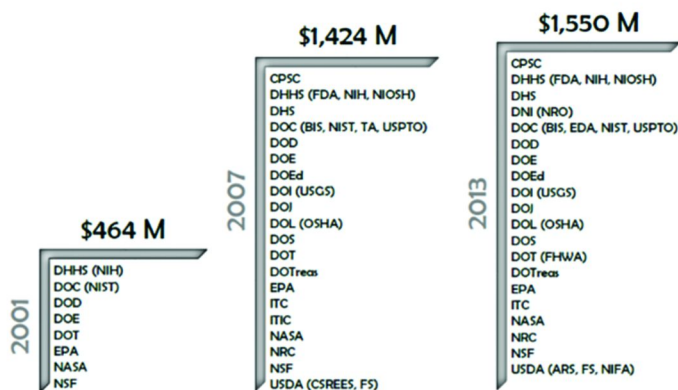 $464 M
2001
DHHS (NIH)
DOC (NIST)
DOD
DOE
DOT
EPA
NASA
NSF
$1,424 M
2007
CPSC
DHHS (FDA, NIH, NIOSH)
DHS
DOC (BIS, NIST, TA, USPTO)
DOD
DOE
DOEd
DOI (USGS)
DOJ
DOL (OSHA)
DOS
DOT
DOTreas
EPA
ITC
ITIC
NASA
NRC
NSF
USDA (CSREES, FS)
$1,550 M
2013
CPSC
DHHS (FDA, NIH, NIOSH)
DHS
DNI (NRO)
DOC (BIS, EDA, NIST, USPTO)
DOD
DOE
DOEd
DOI (USGS)
DOJ
DOL (OSHA)
DOS
DOT (FHWA)
DOTreas
EPA
ITC
NASA
NRC
NSF
USDA (ARS, FS, NIFA)